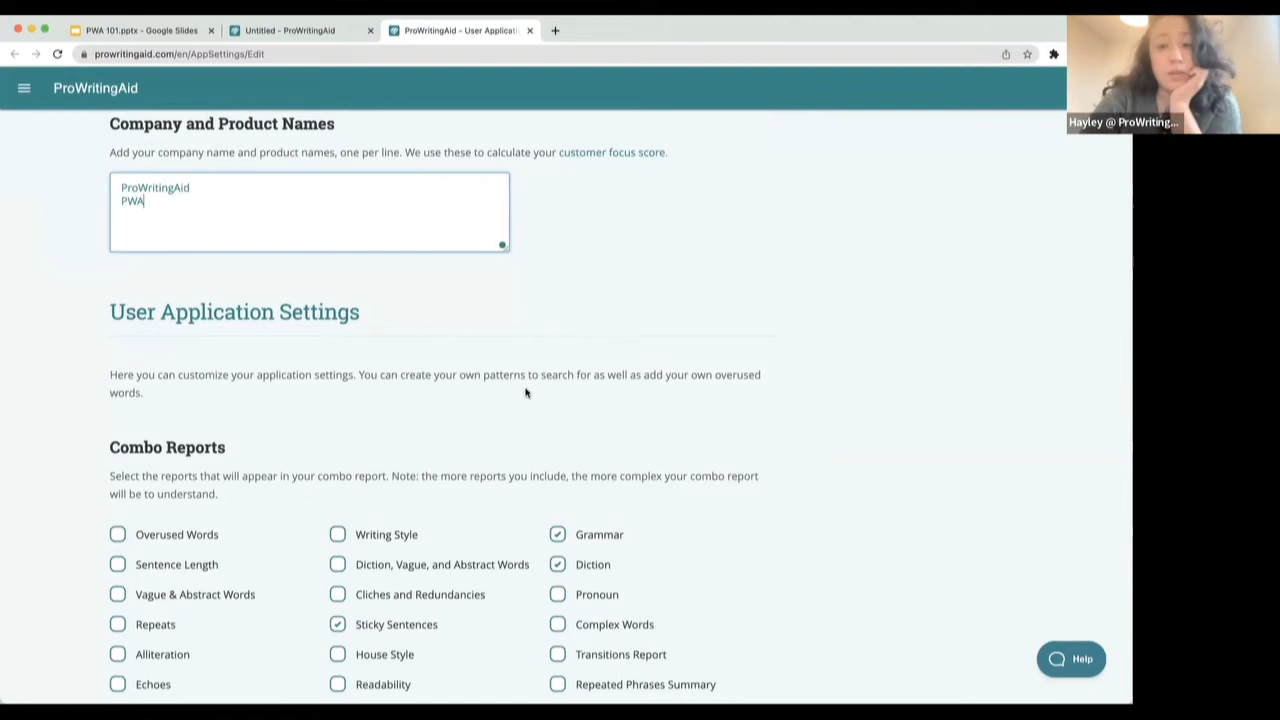 PWA 101.pptx - Google Slides
Untitled - ProWritingAid
ProWritingAid - User Applicati
prowritingaid.com/en/AppSettings/Edit
ProWritingAid
Hayley @ ProWriting...
Company and Product Names
Add your company name and product names, one per line. We use these to calculate your customer focus score.
ProWritingAid
PWA
User Application Settings
Here you can customize your application settings. You can create your own patterns to search for as well as add your own overused
words.
Combo Reports
Select the reports that will appear in your combo report. Note: the more reports you include, the more complex your combo report
will be to understand.
Overused Words Writing Style Grammar
Sentence Length Diction, Vague, and Abstract Words Diction
Vague & Abstract Words Cliches and Redundancies Pronoun
Repeats Sticky Sentences Complex Words
Alliteration House Style Transitions Report
Echoes Readability Repeated Phrases Summary
Help